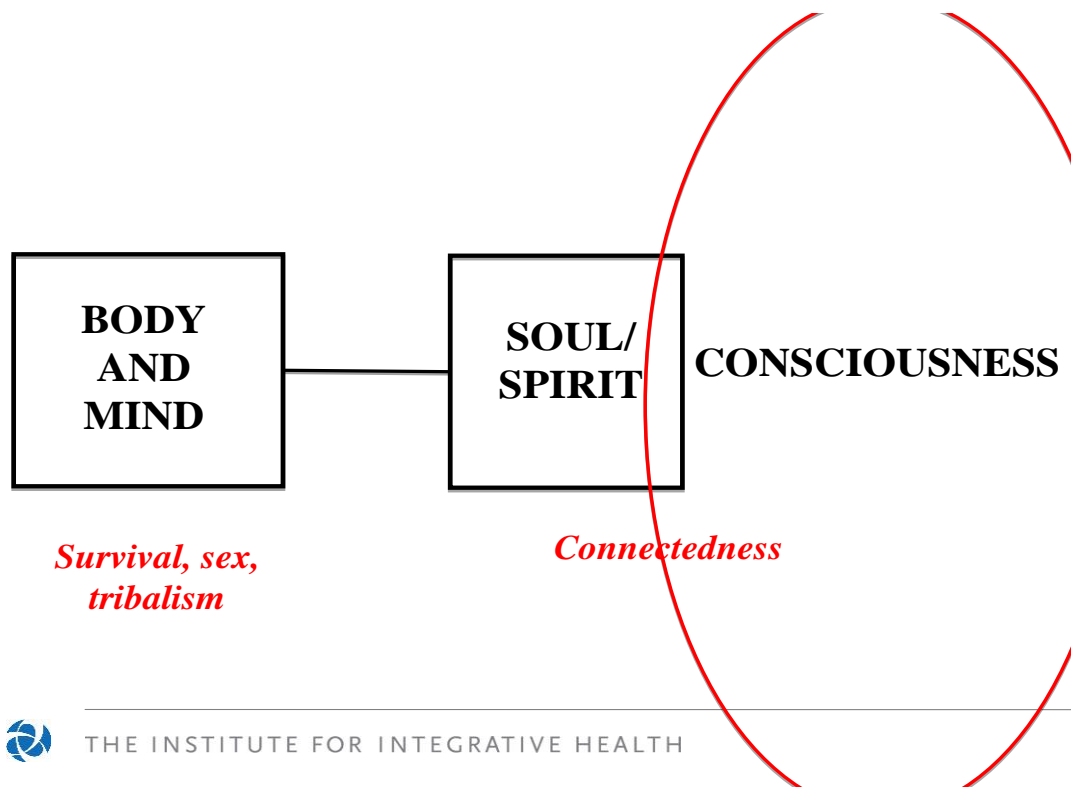 BODY
AND
MIND
SOUL/
SPIRIT
CONSCIOUSNESS
Survival, sex,
tribalism
Connectedness
THE INSTITUTE FOR INTEGRATIVE HEALTH